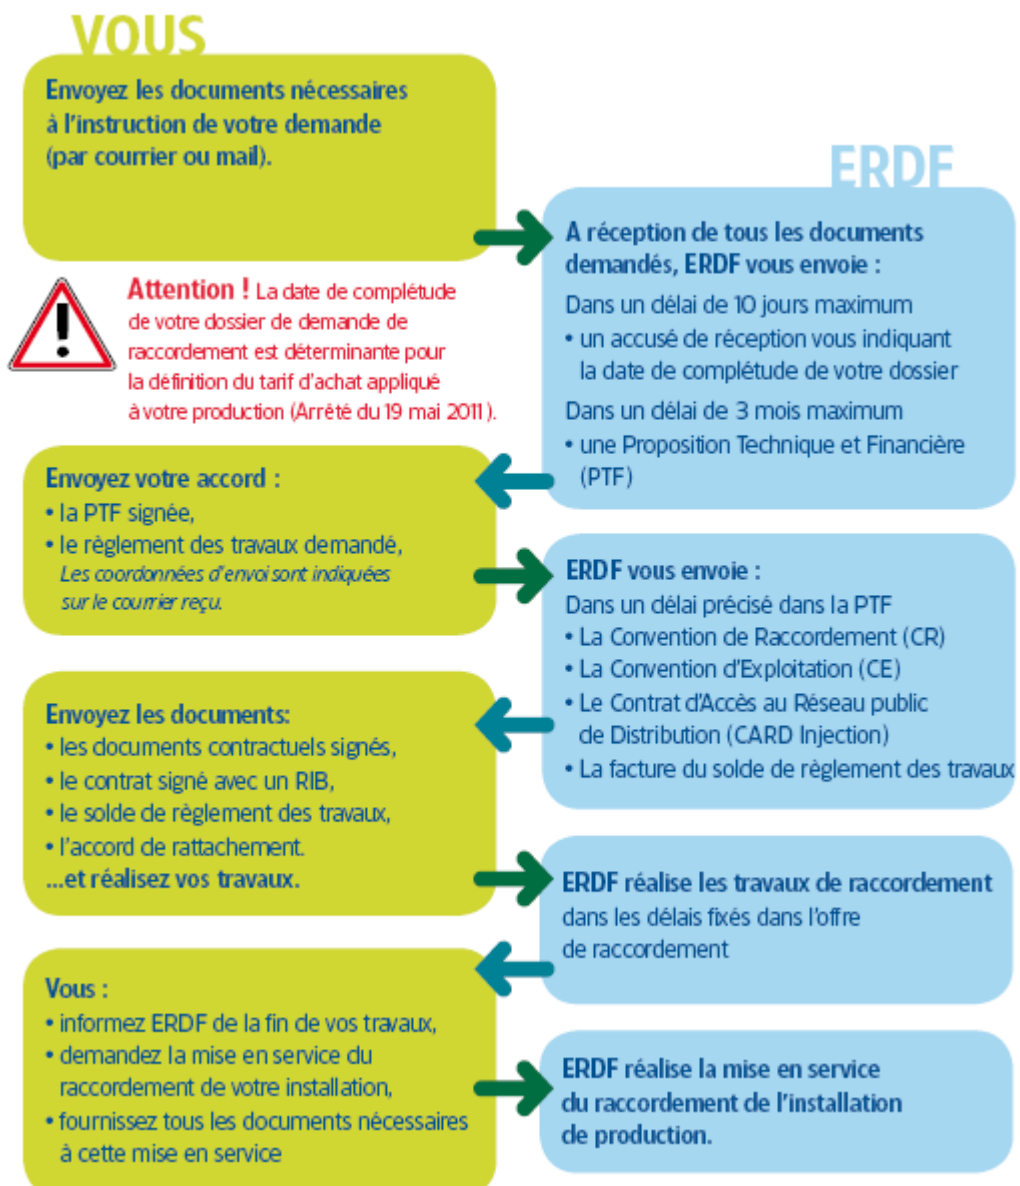 VOUS
Envoyez les documents nécessaires
à l'instruction de votre demande
(par courrier ou mail).
ERDF
A réception de tous les documents
demandés, ERDF vous envoie :
Dans un délai de 10 jours maximum
• un accusé de réception vous indiquant
la date de complétude de votre dossier
Dans un délai de 3 mois maximum
• une Proposition Technique et Financière
(PTF)
Attention ! La date de complétude
de votre dossier de demande de
raccordement est déterminante pour
la définition du tarif d'achat appliqué
à votre production (Arrêté du 19 mai 2011).
Envoyez votre accord :
• la PTF signée,
• le règlement des travaux demandé,
Les coordonnées d'envoi sont indiquées
sur le courrier reçu.
ERDF vous envoie :
Dans un délai précisé dans la PTF
• La Convention de Raccordement (CR)
• La Convention d'Exploitation (CE)
• Le Contrat d'Accès au Réseau public
de Distribution (CARD Injection)
• La facture du solde de règlement des travaux
Envoyez les documents:
• les documents contractuels signés,
• le contrat signé avec un RIB,
• le solde de règlement des travaux,
• l'accord de rattachement.
...et réalisez vos travaux.
ERDF réalise les travaux de raccordement
dans les délais fixés dans l'offre
de raccordement
Vous :
• informez ERDF de la fin de vos travaux,
• demandez la mise en service du
raccordement de votre installation,
• fournissez tous les documents nécessaires
à cette mise en service
ERDF réalise la mise en service
du raccordement de l'installation
de production.